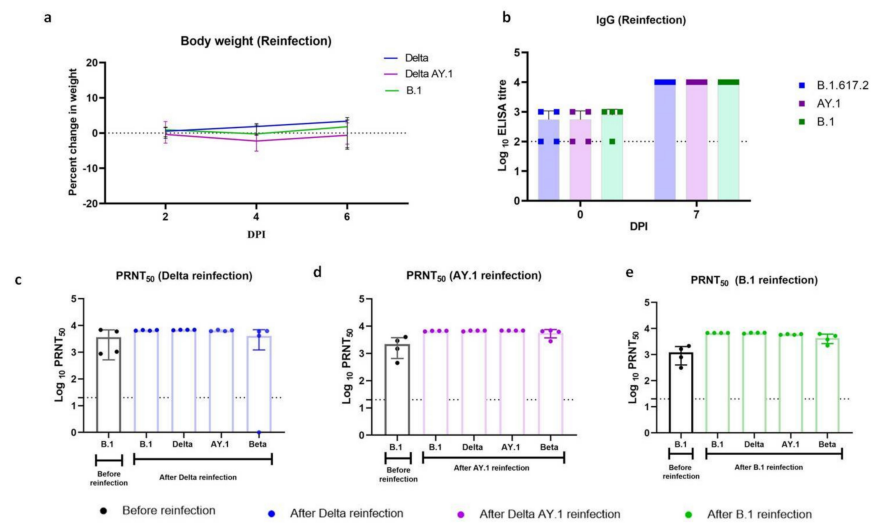 a
Body weight (Reinfection)
Delta
Delta AY.1
B.1
Percent change in weight
20
10
0
-10
-20
2
4
6
DPI
b
IgG (Reinfection)
B.1.617.2
AY.1
B.1
Log 10 ELISA titre
5
4
3
2
1
0
0
7
DPI
c
PRNT50 (Delta reinfection)
Log 10 PRNT50
5
4
3
2
1
0
B.1
B.1
Delta
AY.1
Beta
Before reinfection
After Delta reinfection
d
PRNT50 (AY.1 reinfection)
Log 10 PRNT50
5
4
3
2
1
0
B.1
B.1
Delta
AY.1
Beta
Before reinfection
After AY.1 reinfection
e
PRNT50 (B.1 reinfection)
Log 10 PRNT50
5
4
3
2
1
0
B.1
B.1
Delta
AY.1
Beta
Before reinfection
After B.1 reinfection
Before reinfection
After Delta reinfection
After Delta AY.1 reinfection
After B.1 reinfection